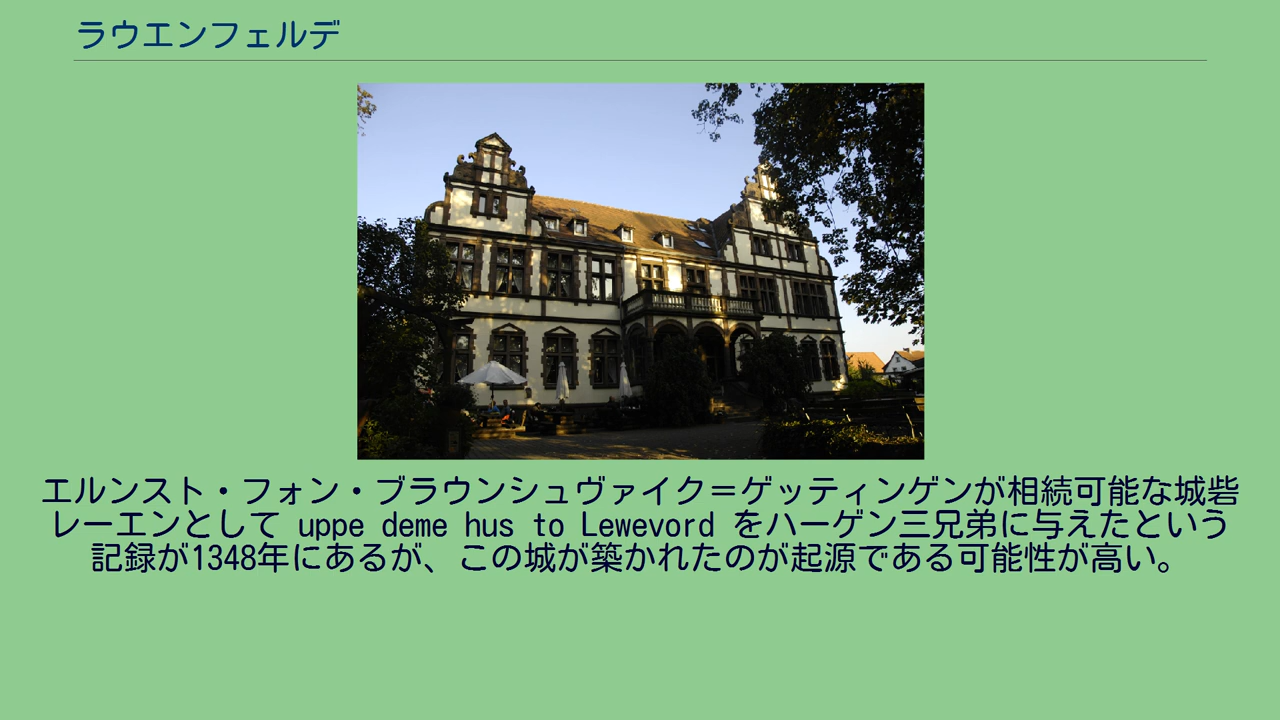 ラウエンフェルデ
エルンスト・フォン・ブラウンシュヴァイク＝ゲッティンゲンが相続可能な城砦
レーエンとして uppe deme hus to Lewevord をハーゲン三兄弟に与えたという
記録が1348年にあるが、この城が築かれたのが起源である可能性が高い。